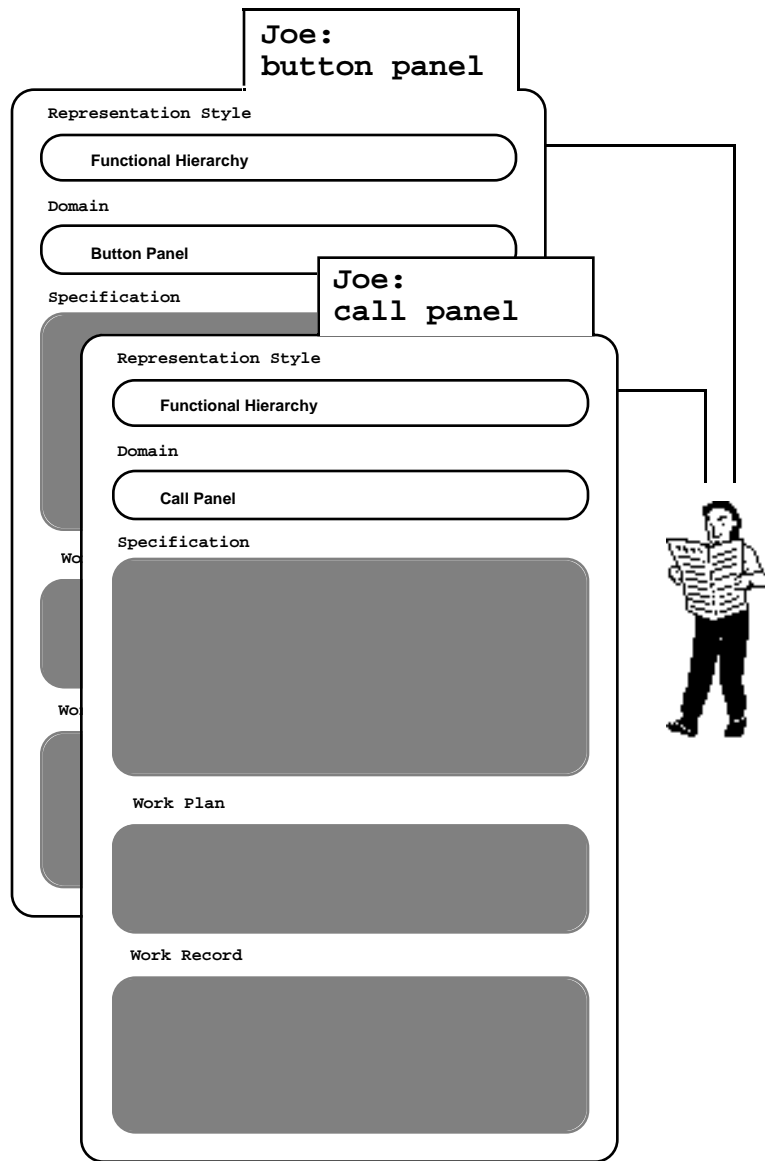 Joe:
button panel
Representation Style
Functional Hierarchy
Domain
Button Panel
Specification
Joe:
call panel
Representation Style
Functional Hierarchy
Domain
Call Panel
Specification
Work Plan
Work Record